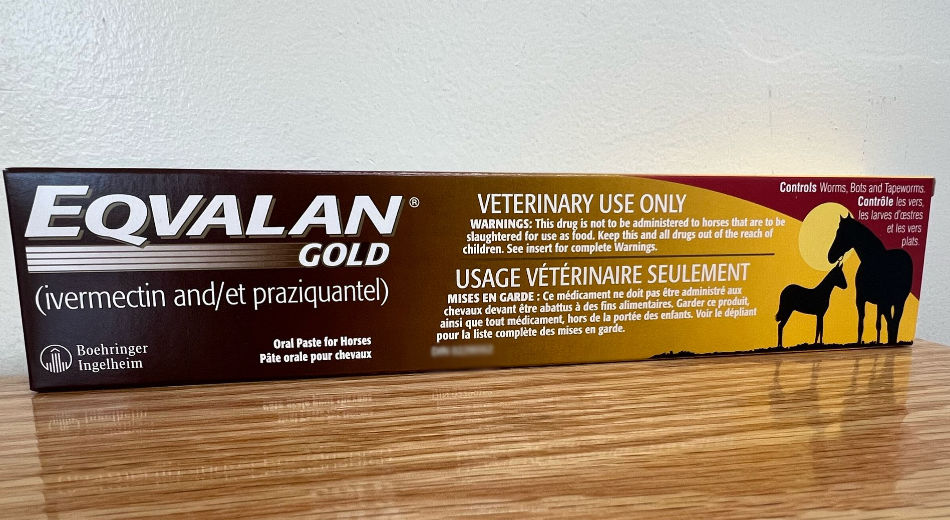 EQVALAN®
GOLD
(ivermectin and/et praziquantel)
Boehringer
Ingelheim
Oral Paste for Horses
Pâte orale pour chevaux
VETERINARY USE ONLY
WARNINGS: This drug is not to be administered to horses that are to be
slaughtered for use as food. Keep this and all drugs out of the reach of
children. See insert for complete Warnings.
USAGE VÉTÉRINAIRE SEULEMENT
MISES EN GARDE : Ce médicament ne doit pas être administré aux
chevaux devant être abattus à des fins alimentaires. Garder ce produit,
ainsi que tout médicament, hors de la portée des enfants. Voir le dépliant
pour la liste complète des mises en garde.
Controls Worms, Bots and Tapeworms.
Contrôle les vers,
les larves d'œstres
et les vers
plats.